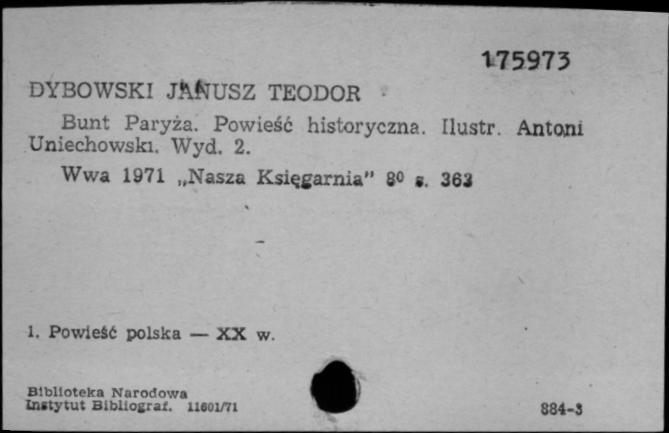 175973
DYBOWSKI JANUSZ TEODOR
Bunt Paryża. Powieść historyczna. Ilustr. Antoni
Uniechowski. Wyd. 2.
Wwa 1971 „Nasza Księgarnia" 8⁰ s. 363
1. Powieść polska — XX w.
Biblioteka Narodowa
Instytut Bibliograf. 11601/71
884-3